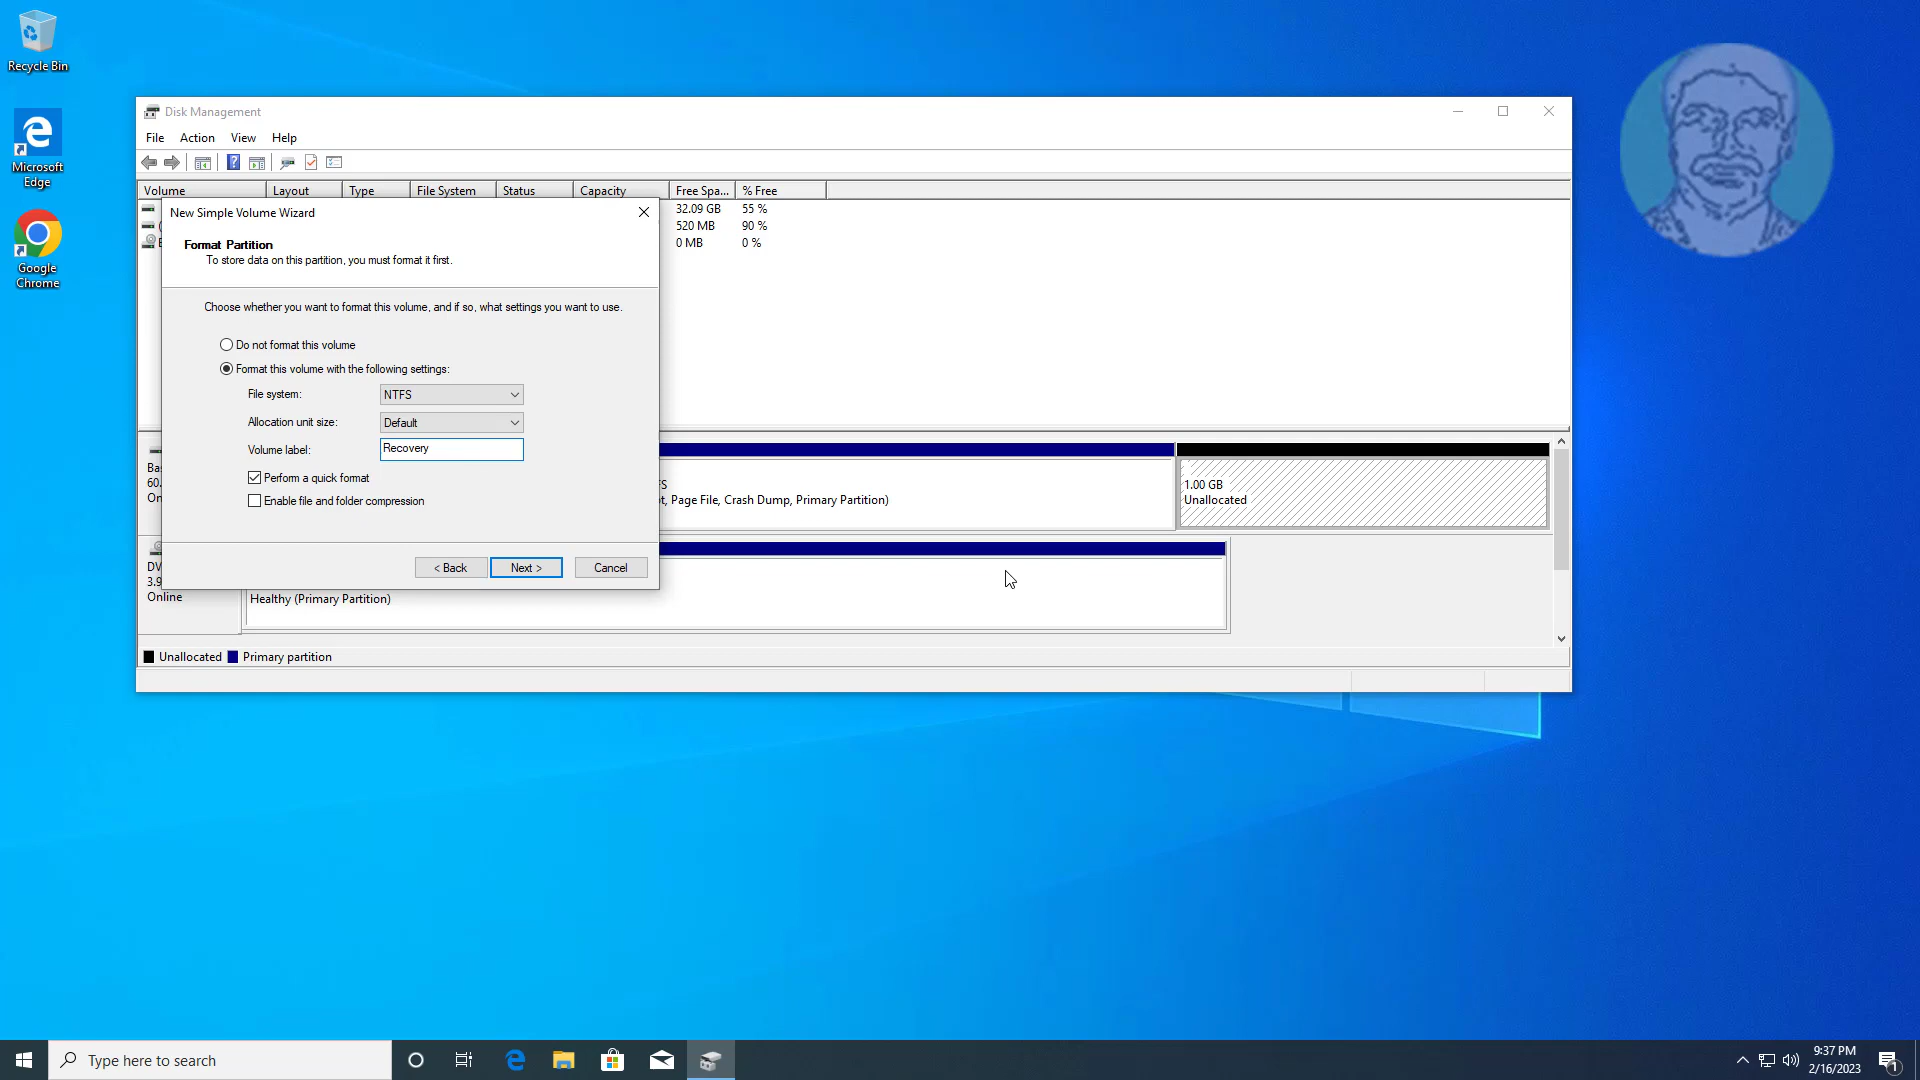 Recycle Bin
Microsoft
Edge
Google
Chrome
Disk Management
File Action View Help
Volume Layout Type File System Status Capacity Free Spa... % Free
32.09 GB 55 %
520 MB 90 %
0 MB 0 %
New Simple Volume Wizard
Format Partition
To store data on this partition, you must format it first.
Choose whether you want to format this volume, and if so, what settings you want to use.
Do not format this volume
Format this volume with the following settings:
File system: NTFS
Allocation unit size: Default
Volume label: Recovery
Perform a quick format
Enable file and folder compression
< Back Next > Cancel
Page File, Crash Dump, Primary Partition)
1.00 GB
Unallocated
Online
Healthy (Primary Partition)
Unallocated Primary partition
Type here to search
9:37 PM
2/16/2023
1